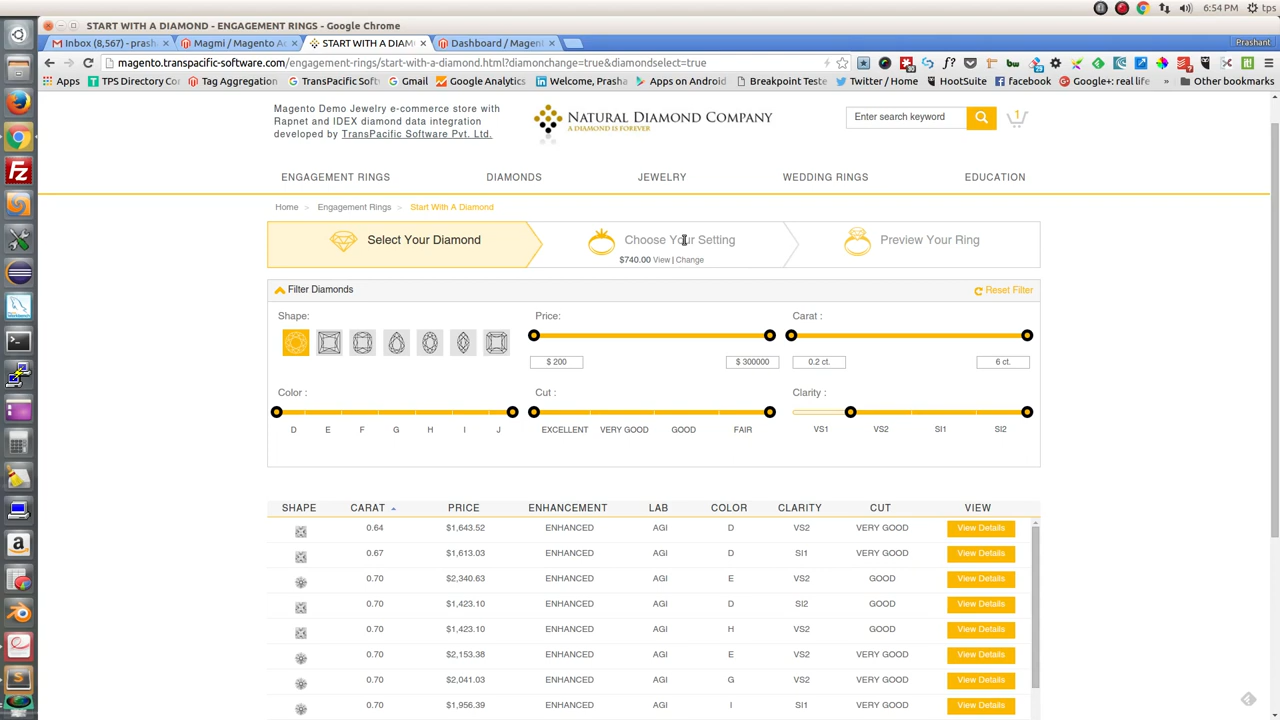 6:54 PM tps
START WITH A DIAMOND - ENGAGEMENT RINGS - Google Chrome
Inbox (8,567) - prash
Magmi / Magento Ac
START WITH A DIAM
Dashboard / Magent
Prashant
magento.transpacific-software.com/engagement-rings/start-with-a-diamond.html?diamonchange=true&diamondselect=true
Apps TPS Directory Co Tag Aggregation TransPacific Soft Gmail Google Analytics Welcome, Prasha Apps on Android Breakpoint Teste Twitter / Home HootSuite facebook Google+: real life » Other bookmarks
Magento Demo Jewelry e-commerce store with
Rapnet and IDEX diamond data integration
developed by TransPacific Software Pvt. Ltd.
NATURAL DIAMOND COMPANY
A DIAMOND IS FOREVER
Enter search keyword
1
ENGAGEMENT RINGS DIAMONDS JEWELRY WEDDING RINGS EDUCATION
Home > Engagement Rings > Start With A Diamond
Select Your Diamond
Choose Your Setting
$740.00 View | Change
Preview Your Ring
Filter Diamonds
Reset Filter
Shape: Price: Carat :
$ 200 $ 300000 0.2 ct. 6 ct.
Color : Cut : Clarity :
D E F G H I J EXCELLENT VERY GOOD GOOD FAIR VS1 VS2 SI1 SI2
SHAPE CARAT PRICE ENHANCEMENT LAB COLOR CLARITY CUT VIEW
0.64 $1,643.52 ENHANCED AGI D VS2 VERY GOOD View Details
0.67 $1,613.03 ENHANCED AGI D SI1 VERY GOOD View Details
0.70 $2,340.63 ENHANCED AGI E VS2 GOOD View Details
0.70 $1,423.10 ENHANCED AGI D SI2 GOOD View Details
0.70 $1,423.10 ENHANCED AGI H VS2 GOOD View Details
0.70 $2,153.38 ENHANCED AGI E VS2 VERY GOOD View Details
0.70 $2,041.03 ENHANCED AGI G VS2 VERY GOOD View Details
0.70 $1,956.39 ENHANCED AGI I SI1 VERY GOOD View Details